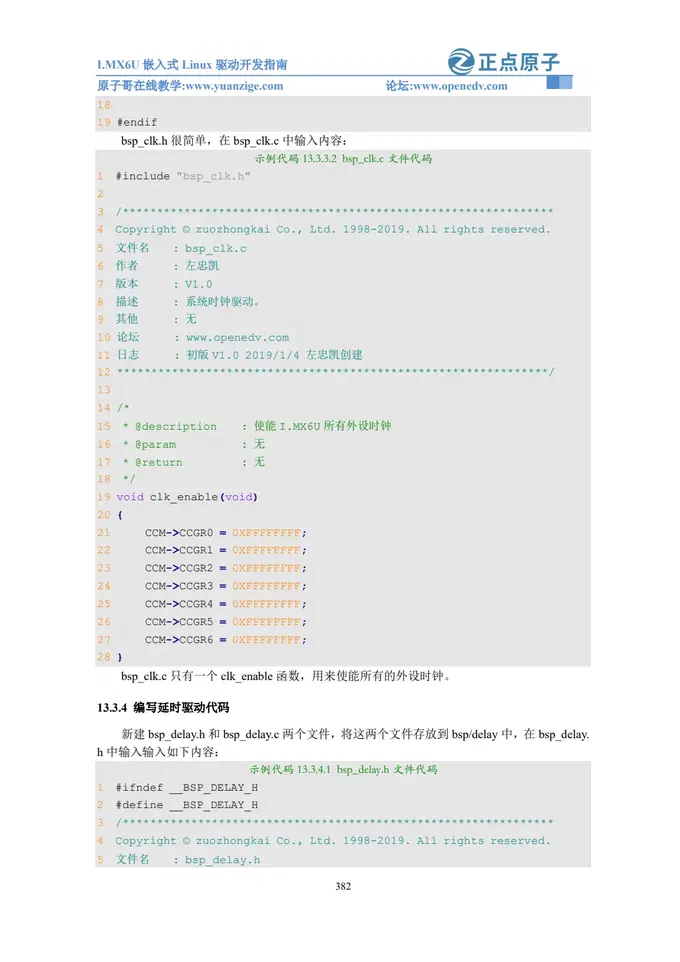 I.MX6U 嵌入式 Linux 驱动开发指南
正点原子
原子哥在线教学:www.yuanzige.com 论坛:www.openedv.com
18
19 #endif
bsp_clk.h 很简单，在 bsp_clk.c 中输入内容：
示例代码 13.3.3.2 bsp_clk.c 文件代码
1 #include "bsp_clk.h"
2
3 /***************************************************************
4 Copyright © zuozhongkai Co., Ltd. 1998-2019. All rights reserved.
5 文件名 : bsp_clk.c
6 作者 : 左忠凯
7 版本 : V1.0
8 描述 : 系统时钟驱动。
9 其他 : 无
10 论坛 : www.openedv.com
11 日志 : 初版 V1.0 2019/1/4 左忠凯创建
12 ***************************************************************/
13
14 /*
15 * @description : 使能 I.MX6U 所有外设时钟
16 * @param : 无
17 * @return : 无
18 */
19 void clk_enable(void)
20 {
21 CCM->CCGR0 = 0XFFFFFFFF;
22 CCM->CCGR1 = 0XFFFFFFFF;
23 CCM->CCGR2 = 0XFFFFFFFF;
24 CCM->CCGR3 = 0XFFFFFFFF;
25 CCM->CCGR4 = 0XFFFFFFFF;
26 CCM->CCGR5 = 0XFFFFFFFF;
27 CCM->CCGR6 = 0XFFFFFFFF;
28 }
bsp_clk.c 只有一个 clk_enable 函数，用来使能所有的外设时钟。
13.3.4 编写延时驱动代码
新建 bsp_delay.h 和 bsp_delay.c 两个文件，将这两个文件存放到 bsp/delay 中，在 bsp_delay.
h 中输入输入如下内容：
示例代码 13.3.4.1 bsp_delay.h 文件代码
1 #ifndef __BSP_DELAY_H
2 #define __BSP_DELAY_H
3 /***************************************************************
4 Copyright © zuozhongkai Co., Ltd. 1998-2019. All rights reserved.
5 文件名 : bsp_delay.h
382